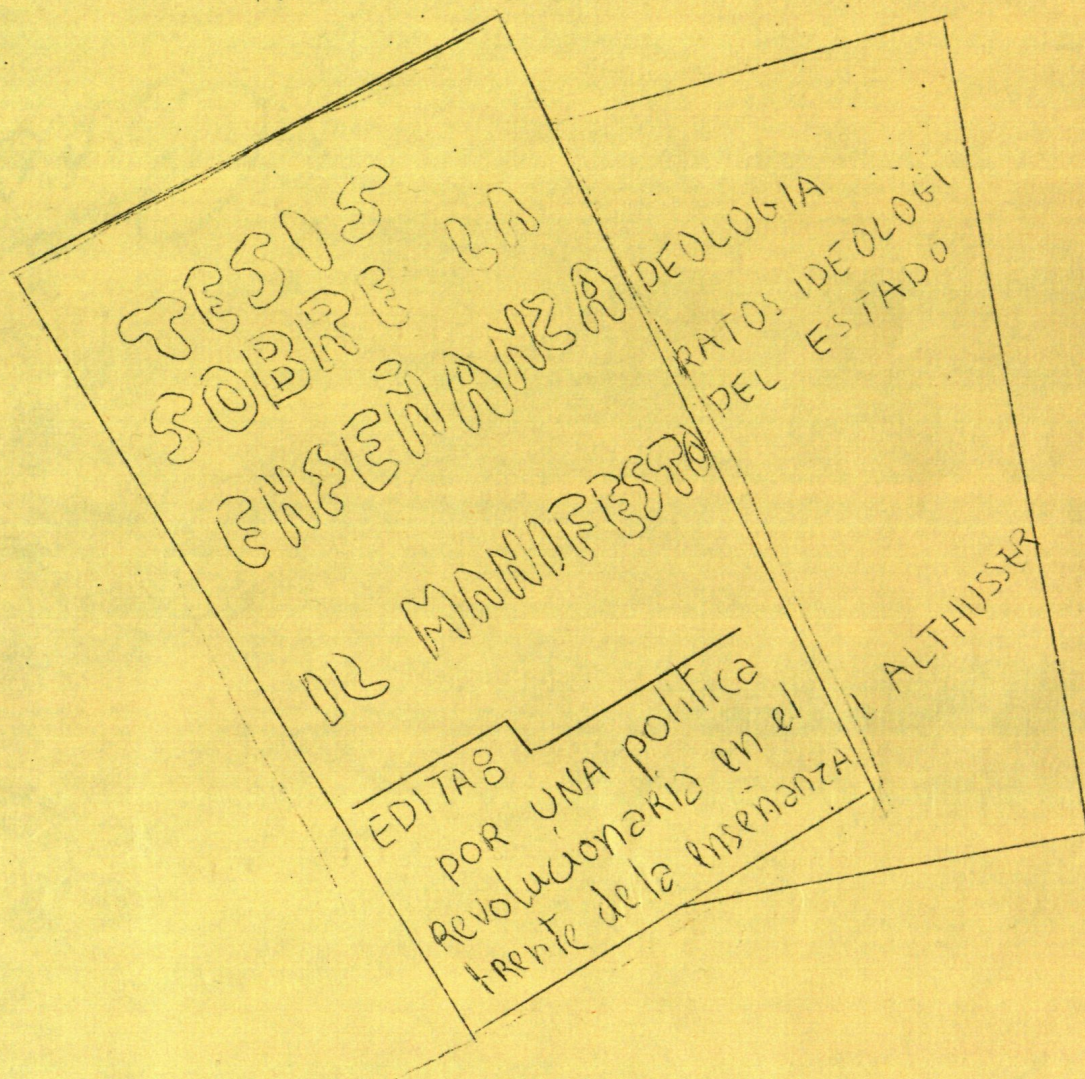 TESIS
SOBRE LA
ENSEÑANZA
IL MANIFESTO
EDITA:
POR UNA política
Revolucionaria en el
frente de la enseñanza
DEOLOGIA
RATOS IDEOLOGI
DEL ESTADO
L ALTHUSSER